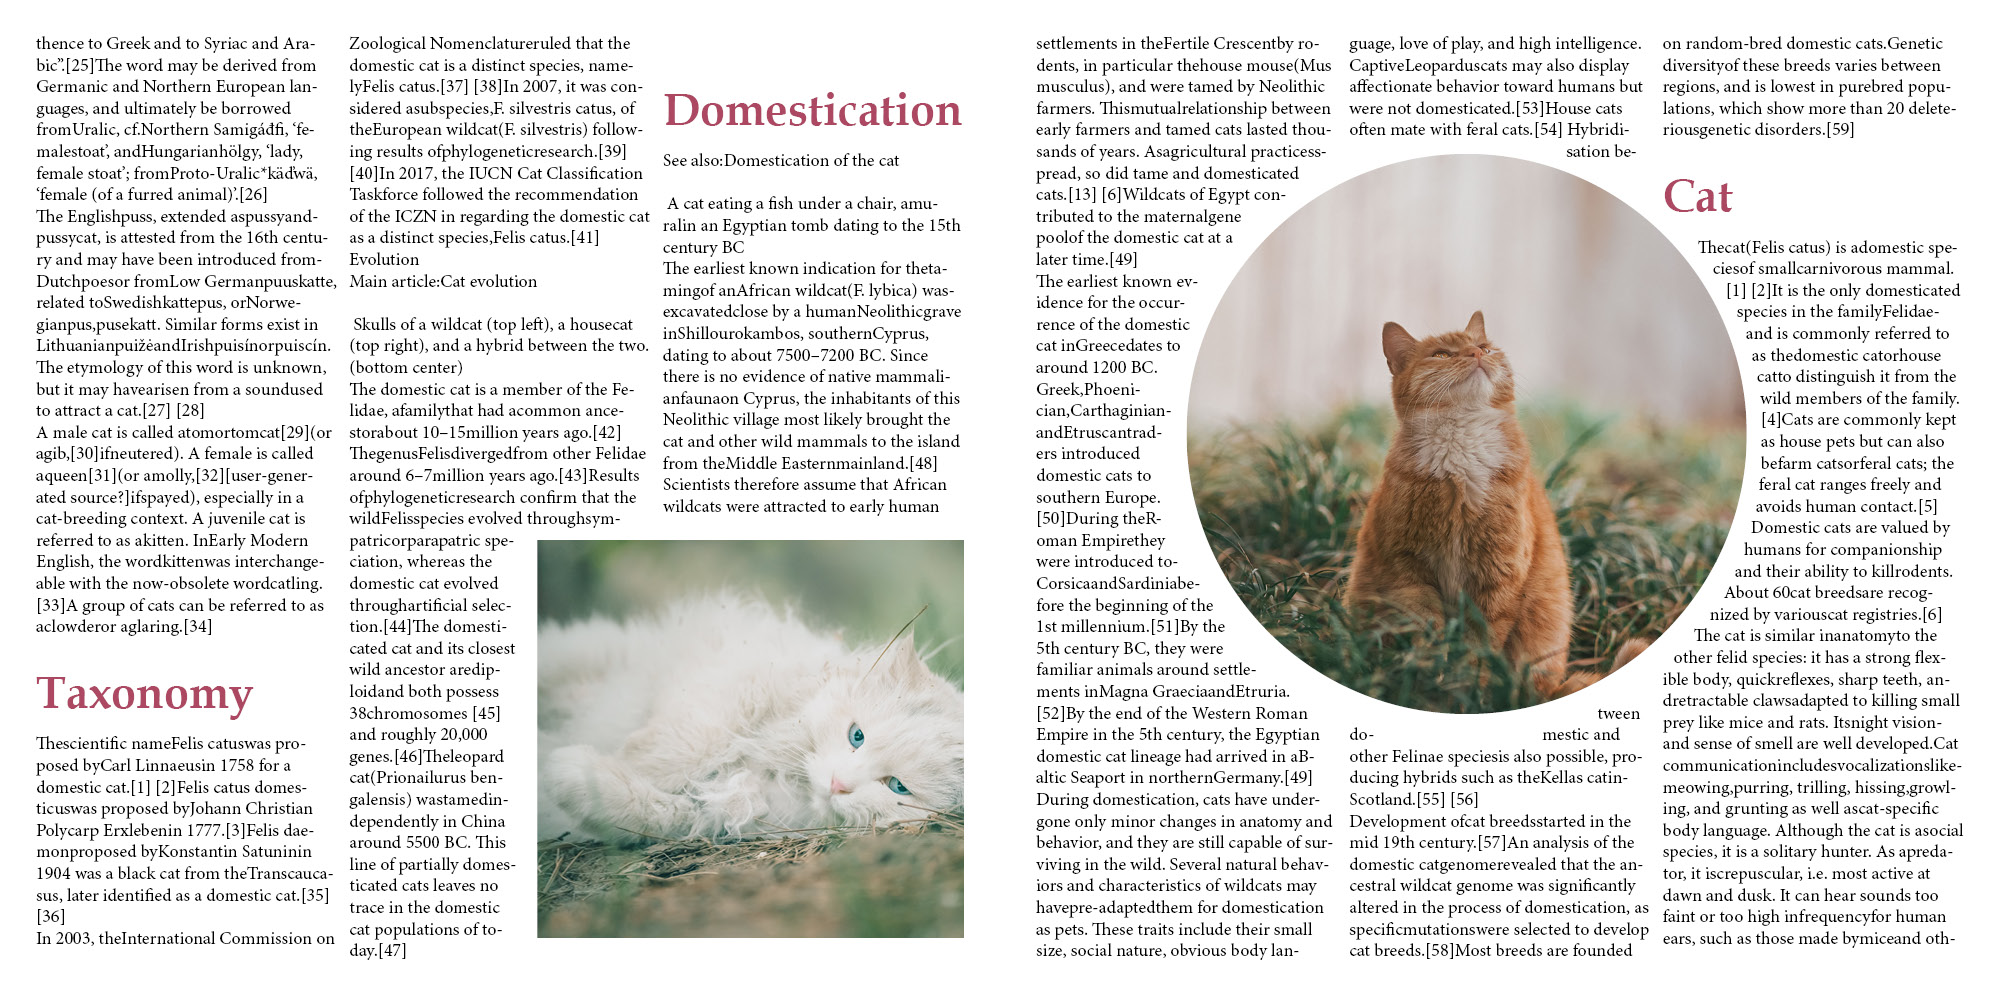 thence to Greek and to Syriac and Ara-
bic”.[25]The word may be derived from
Germanic and Northern European lan-
guages, and ultimately be borrowed
fromUralic, cf.Northern Samigáđfi, ‘fe-
malestoat’, andHungarianhölgy, ‘lady,
female stoat’; fromProto-Uralic*käďwä,
‘female (of a furred animal)’.[26]
The Englishpuss, extended aspussyand-
pussycat, is attested from the 16th centu-
ry and may have been introduced from-
Dutchpoesor fromLow Germanpuuskatte,
related toSwedishkattepus, orNorwe-
gianpus,pusekatt. Similar forms exist in
LithuanianpuižėandIrishpuisínorpuiscín.
The etymology of this word is unknown,
but it may havearisen from a soundused
to attract a cat.[27] [28]
A male cat is called atomortomcat[29](or
agib,[30]ifneutered). A female is called
aqueen[31](or amolly,[32][user-gener-
ated source?]ifspayed), especially in a
cat-breeding context. A juvenile cat is
referred to as akitten. InEarly Modern
English, the wordkittenwas interchange-
able with the now-obsolete wordcatling.
[33]A group of cats can be referred to as
aclowderor aglaring.[34]
Taxonomy
Thescientific nameFelis catuswas pro-
posed byCarl Linnaeusin 1758 for a
domestic cat.[1] [2]Felis catus domes-
ticuswas proposed byJohann Christian
Polycarp Erxlebenin 1777.[3]Felis dae-
monproposed byKonstantin Satuninin
1904 was a black cat from theTranscauca-
sus, later identified as a domestic cat.[35]
[36]
In 2003, theInternational Commission on
Zoological Nomenclatureruled that the
domestic cat is a distinct species, name-
lyFelis catus.[37] [38]In 2007, it was con-
sidered asubspecies,F. silvestris catus, of
theEuropean wildcat(F. silvestris) follow-
ing results ofphylogeneticresearch.[39]
[40]In 2017, the IUCN Cat Classification
Taskforce followed the recommendation
of the ICZN in regarding the domestic cat
as a distinct species,Felis catus.[41]
Evolution
Main article:Cat evolution
Skulls of a wildcat (top left), a housecat
(top right), and a hybrid between the two.
(bottom center)
The domestic cat is a member of the Fe-
lidae, afamilythat had acommon ance-
storabout 10–15million years ago.[42]
ThegenusFelisdivergedfrom other Felidae
around 6–7million years ago.[43]Results
ofphylogeneticresearch confirm that the
wildFelisspecies evolved throughsym-
patricorparapatric spe-
ciation, whereas the
domestic cat evolved
throughartificial selec-
tion.[44]The domesti-
cated cat and its closest
wild ancestor aredip-
loidand both possess
38chromosomes [45]
and roughly 20,000
genes.[46]Theleopard
cat(Prionailurus ben-
galensis) wastamedin-
dependently in China
around 5500 BC. This
line of partially domes-
ticated cats leaves no
trace in the domestic
cat populations of to-
day.[47]
Domestication
See also:Domestication of the cat
A cat eating a fish under a chair, amu-
ralin an Egyptian tomb dating to the 15th
century BC
The earliest known indication for theta-
mingof anAfrican wildcat(F. lybica) was-
excavatedclose by a humanNeolithicgrave
inShillourokambos, southernCyprus,
dating to about 7500–7200 BC. Since
there is no evidence of native mammali-
anfaunaon Cyprus, the inhabitants of this
Neolithic village most likely brought the
cat and other wild mammals to the island
from theMiddle Easternmainland.[48]
Scientists therefore assume that African
wildcats were attracted to early human
settlements in theFertile Crescentby ro-
dents, in particular thehouse mouse(Mus
musculus), and were tamed by Neolithic
farmers. Thismutualrelationship between
early farmers and tamed cats lasted thou-
sands of years. Asagricultural practicess-
pread, so did tame and domesticated
cats.[13] [6]Wildcats of Egypt con-
tributed to the maternalgene
poolof the domestic cat at a
later time.[49]
The earliest known ev-
idence for the occur-
rence of the domestic
cat inGreecedates to
around 1200 BC.
Greek,Phoeni-
cian,Carthaginian-
andEtruscantrad-
ers introduced
domestic cats to
southern Europe.
[50]During theR-
oman Empirethey
were introduced to-
CorsicaandSardiniabe-
fore the beginning of the
1st millennium.[51]By the
5th century BC, they were
familiar animals around settle-
ments inMagna GraeciaandEtruria.
[52]By the end of the Western Roman
Empire in the 5th century, the Egyptian
domestic cat lineage had arrived in aB-
altic Seaport in northernGermany.[49]
During domestication, cats have under-
gone only minor changes in anatomy and
behavior, and they are still capable of sur-
viving in the wild. Several natural behav-
iors and characteristics of wildcats may
havepre-adaptedthem for domestication
as pets. These traits include their small
size, social nature, obvious body lan-
guage, love of play, and high intelligence.
CaptiveLeoparduscats may also display
affectionate behavior toward humans but
were not domesticated.[53]House cats
often mate with feral cats.[54] Hybridi-
sation be-
tween
do- mestic and
other Felinae speciesis also possible, pro-
ducing hybrids such as theKellas catin-
Scotland.[55] [56]
Development ofcat breedsstarted in the
mid 19th century.[57]An analysis of the
domestic catgenomerevealed that the an-
cestral wildcat genome was significantly
altered in the process of domestication, as
specificmutationswere selected to develop
cat breeds.[58]Most breeds are founded
on random-bred domestic cats.Genetic
diversityof these breeds varies between
regions, and is lowest in purebred popu-
lations, which show more than 20 delete-
riousgenetic disorders.[59]
Cat
Thecat(Felis catus) is adomestic spe-
ciesof smallcarnivorous mammal.
[1] [2]It is the only domesticated
species in the familyFelidae-
and is commonly referred to
as thedomestic catorhouse
catto distinguish it from the
wild members of the family.
[4]Cats are commonly kept
as house pets but can also
befarm catsorferal cats; the
feral cat ranges freely and
avoids human contact.[5]
Domestic cats are valued by
humans for companionship
and their ability to killrodents.
About 60cat breedsare recog-
nized by variouscat registries.[6]
The cat is similar inanatomyto the
other felid species: it has a strong flex-
ible body, quickreflexes, sharp teeth, an-
dretractable clawsadapted to killing small
prey like mice and rats. Itsnight vision-
and sense of smell are well developed.Cat
communicationincludesvocalizationslike-
meowing,purring, trilling, hissing,growl-
ing, and grunting as well ascat-specific
body language. Although the cat is asocial
species, it is a solitary hunter. As apreda-
tor, it iscrepuscular, i.e. most active at
dawn and dusk. It can hear sounds too
faint or too high infrequencyfor human
ears, such as those made bymiceand oth-